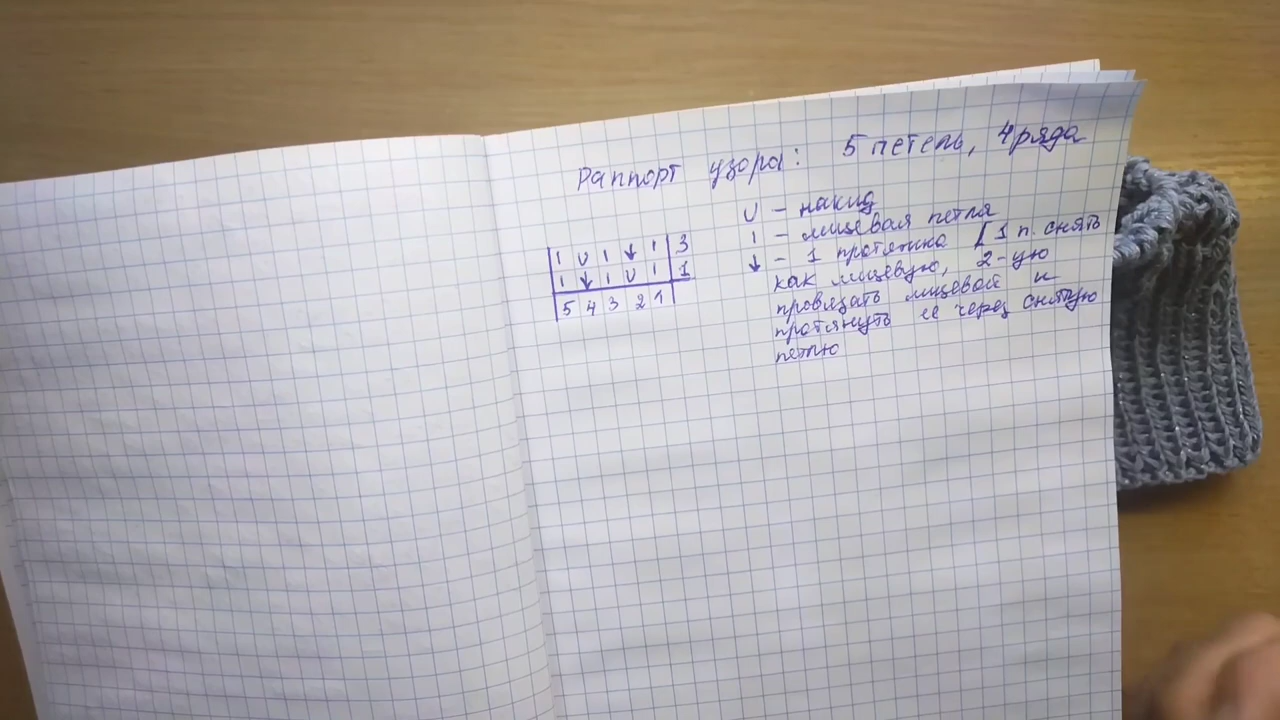 Раппорт узора: 5 петель, 4 ряда
U – накид
I – лицевая петля
↓ – 1 протяжка [1 п. снять
как лицевую, 2-ую
провязать лицевой и
протянуть ее через снятую
петлю
I U I ↓ I 3
I ↓ I U I 1
5 4 3 2 1